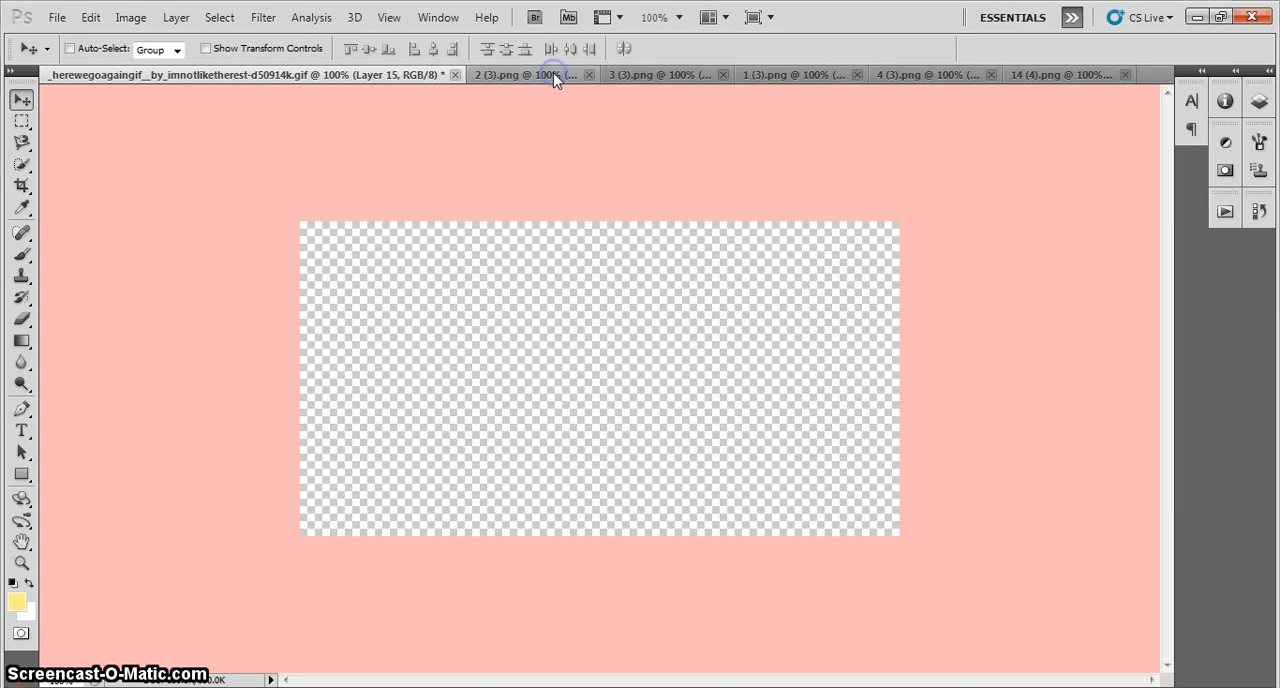 Ps File Edit Image Layer Select Filter Analysis 3D View Window Help Br Mb 100% ESSENTIALS CS Live
Auto-Select: Group Show Transform Controls
_herewegoagaingif__by_imnotliketherest-d50914k.gif @ 100% (Layer 15, RGB/8) * 2 (3).png @ 100% (... 3 (3).png @ 100% (... 1 (3).png @ 100% (... 4 (3).png @ 100% (... 14 (4).png @ 100%...
Screencast-O-Matic.com